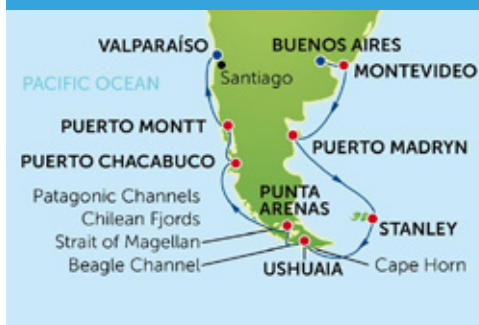 VALPARAÍSO
BUENOS AIRES
MONTEVIDEO
PACIFIC OCEAN
Santiago
PUERTO MONTT
PUERTO MADRYN
PUERTO CHACABUCO
Patagonic Channels
Chilean Fjords
Strait of Magellan
Beagle Channel
PUNTA
ARENAS
STANLEY
USHUAIA
Cape Horn